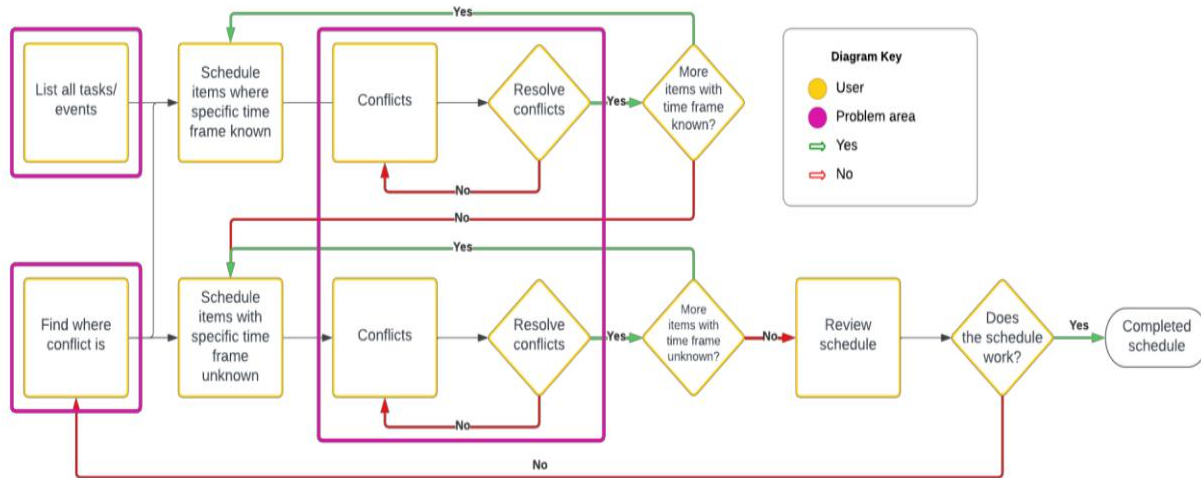 Yes
List all tasks/
events
Schedule
items where
specific time
frame known
Conflicts
Resolve
conflicts
Yes
More
items with
time frame
known?
No
No
Diagram Key
User
Problem area
Yes
No
Yes
Find where
conflict is
Schedule
items with
specific time
frame
unknown
Conflicts
Resolve
conflicts
Yes
More
items with
time frame
unknown?
No
Review
schedule
Does
the schedule
work?
Yes
Completed
schedule
No
No